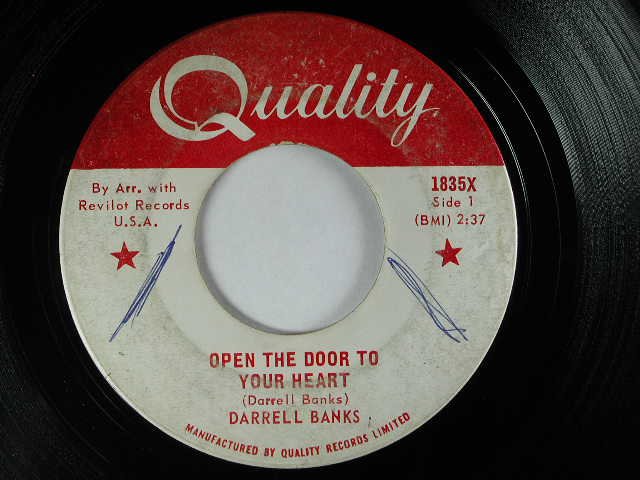 Quality
By Arr. with
Revilot Records
U.S.A.
1835X
Side 1
(BMI) 2:37
OPEN THE DOOR TO
YOUR HEART
(Darrell Banks)
DARRELL BANKS
MANUFACTURED BY QUALITY RECORDS LIMITED